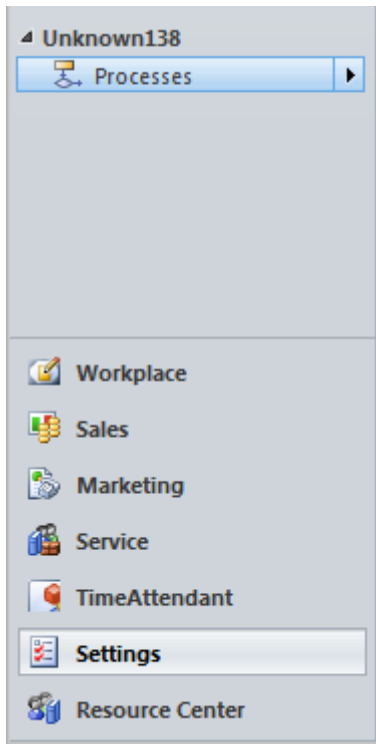 Unknown138
Processes
Workplace
Sales
Marketing
Service
TimeAttendant
Settings
Resource Center